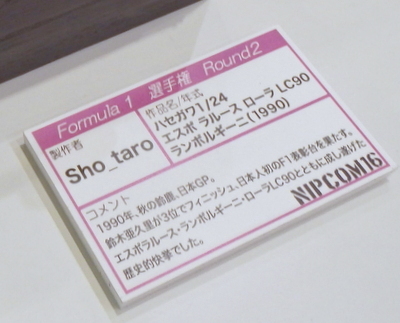 Formula 1 選手権 Round2
製作者
Sho_taro
作品名/年式
ハセガワ1/24
エスポ ラルース ローラ LC90
ランボルギーニ(1990)
コメント
1990年、秋の鈴鹿、日本GP。
鈴木亜久里が3位でフィニッシュ、日本人初のF1表彰台を果たす。
エスポラルース・ランボルギーニ・ローラLC90とともに成し遂げた
歴史的快挙でした。
NIPCOM16